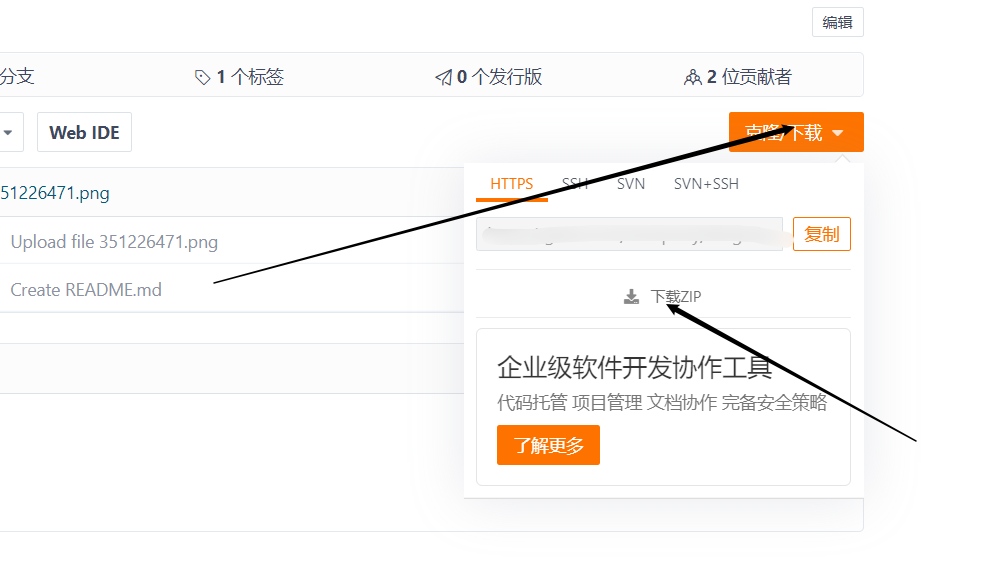 编辑
分支
1 个标签
0 个发行版
2 位贡献者
Web IDE
克隆/下载
51226471.png
HTTPS
SSH
SVN
SVN+SSH
Upload file 351226471.png
复制
Create README.md
下载ZIP
企业级软件开发协作工具
代码托管 项目管理 文档协作 完备安全策略
了解更多